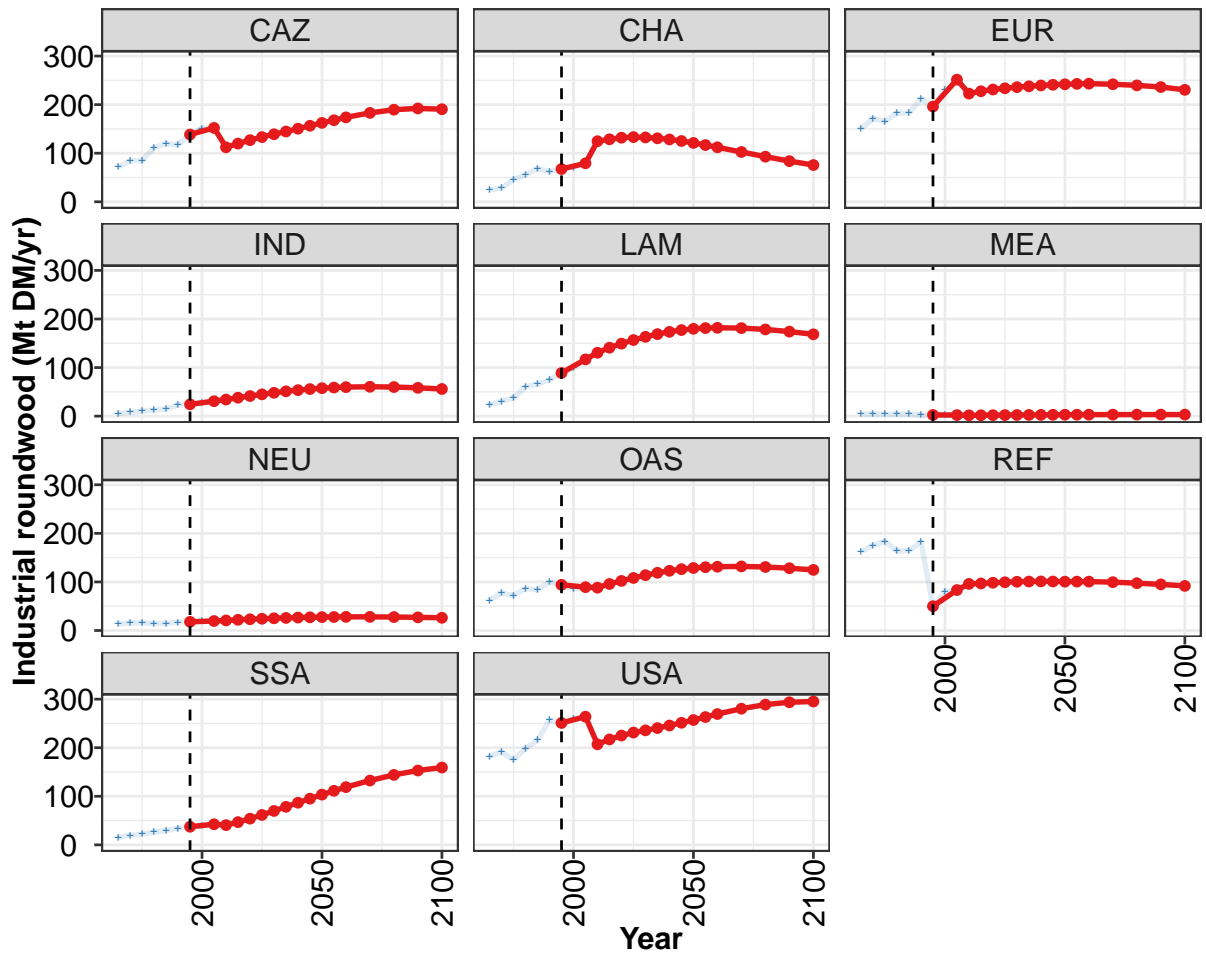 CAZ CHA EUR
300
200
100
0
IND LAM MEA
300
200
100
0
NEU OAS REF
300
200
100
0
SSA USA
300
200
100
0
2000 2050 2100 2000 2050 2100 2000 2050 2100
Year
Industrial roundwood (Mt DM/yr)